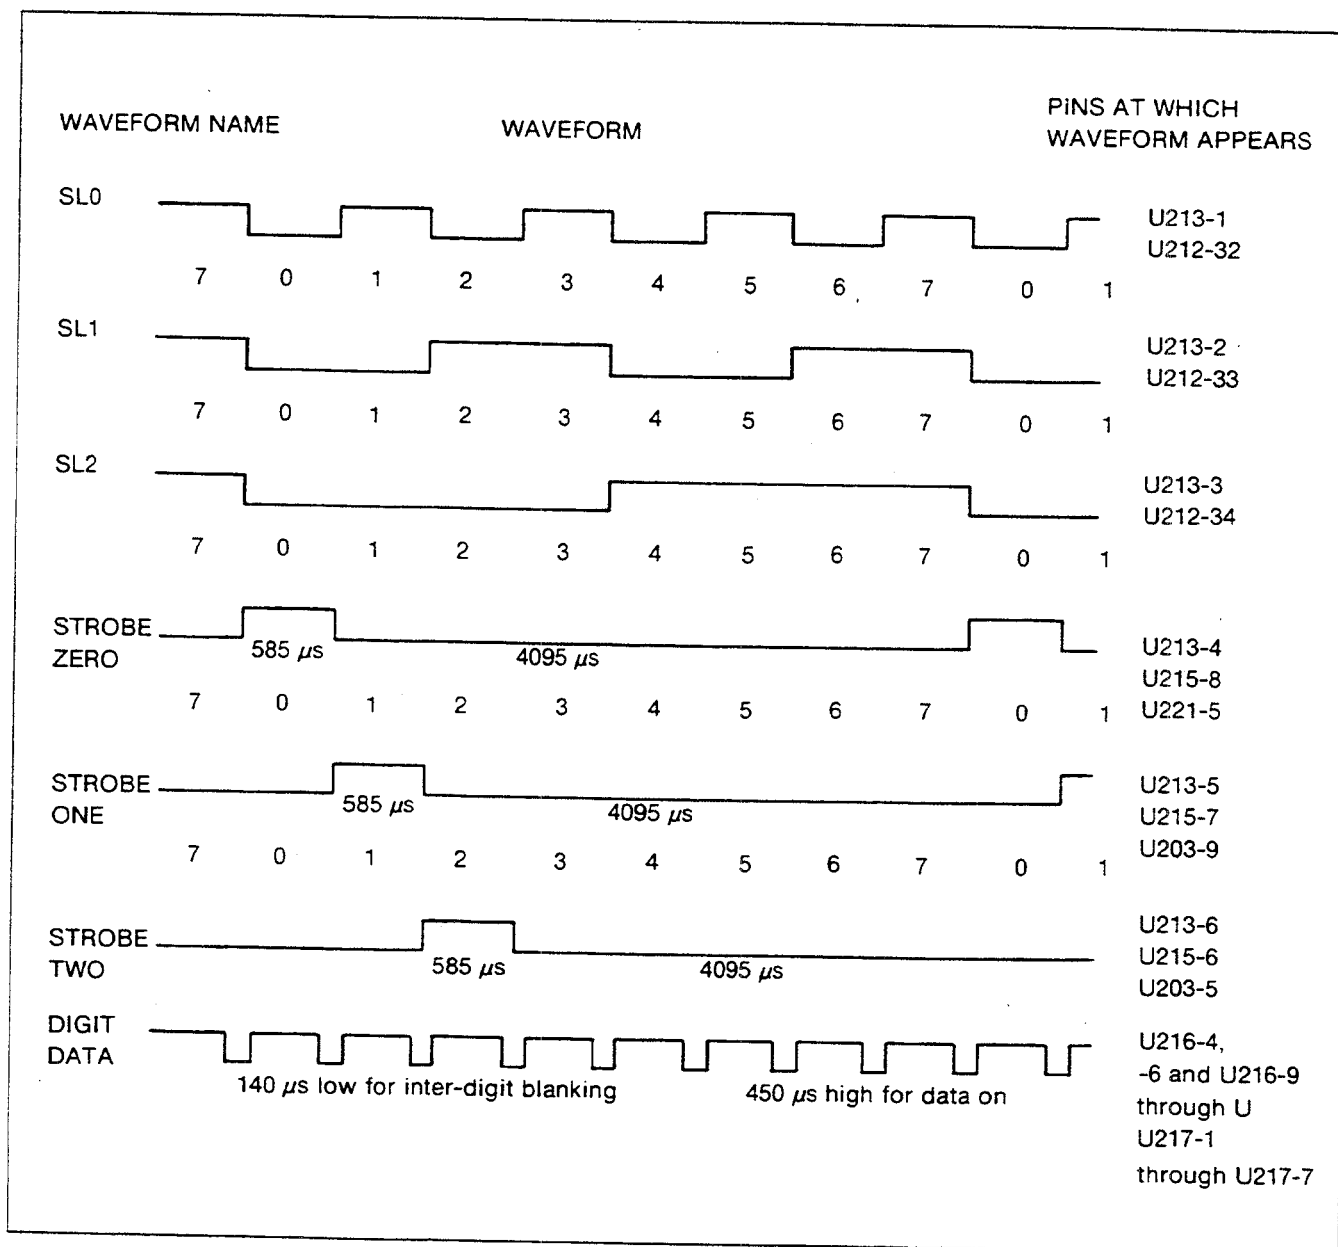 WAVEFORM NAME
WAVEFORM
PiNS AT WHICH
WAVEFORM APPEARS
SL0
U213-1
U212-32
7 0 1 2 3 4 5 6 7 0 1
SL1
U213-2
U212-33
7 0 1 2 3 4 5 6 7 0 1
SL2
U213-3
U212-34
7 0 1 2 3 4 5 6 7 0 1
STROBE
ZERO
585 µs
4095 µs
U213-4
U215-8
U221-5
7 0 1 2 3 4 5 6 7 0 1
STROBE
ONE
585 µs
4095 µs
U213-5
U215-7
U203-9
7 0 1 2 3 4 5 6 7 0 1
STROBE
TWO
585 µs
4095 µs
U213-6
U215-6
U203-5
DIGIT
DATA
140 µs low for inter-digit blanking
450 µs high for data on
U216-4,
-6 and U216-9
through U
U217-1
through U217-7